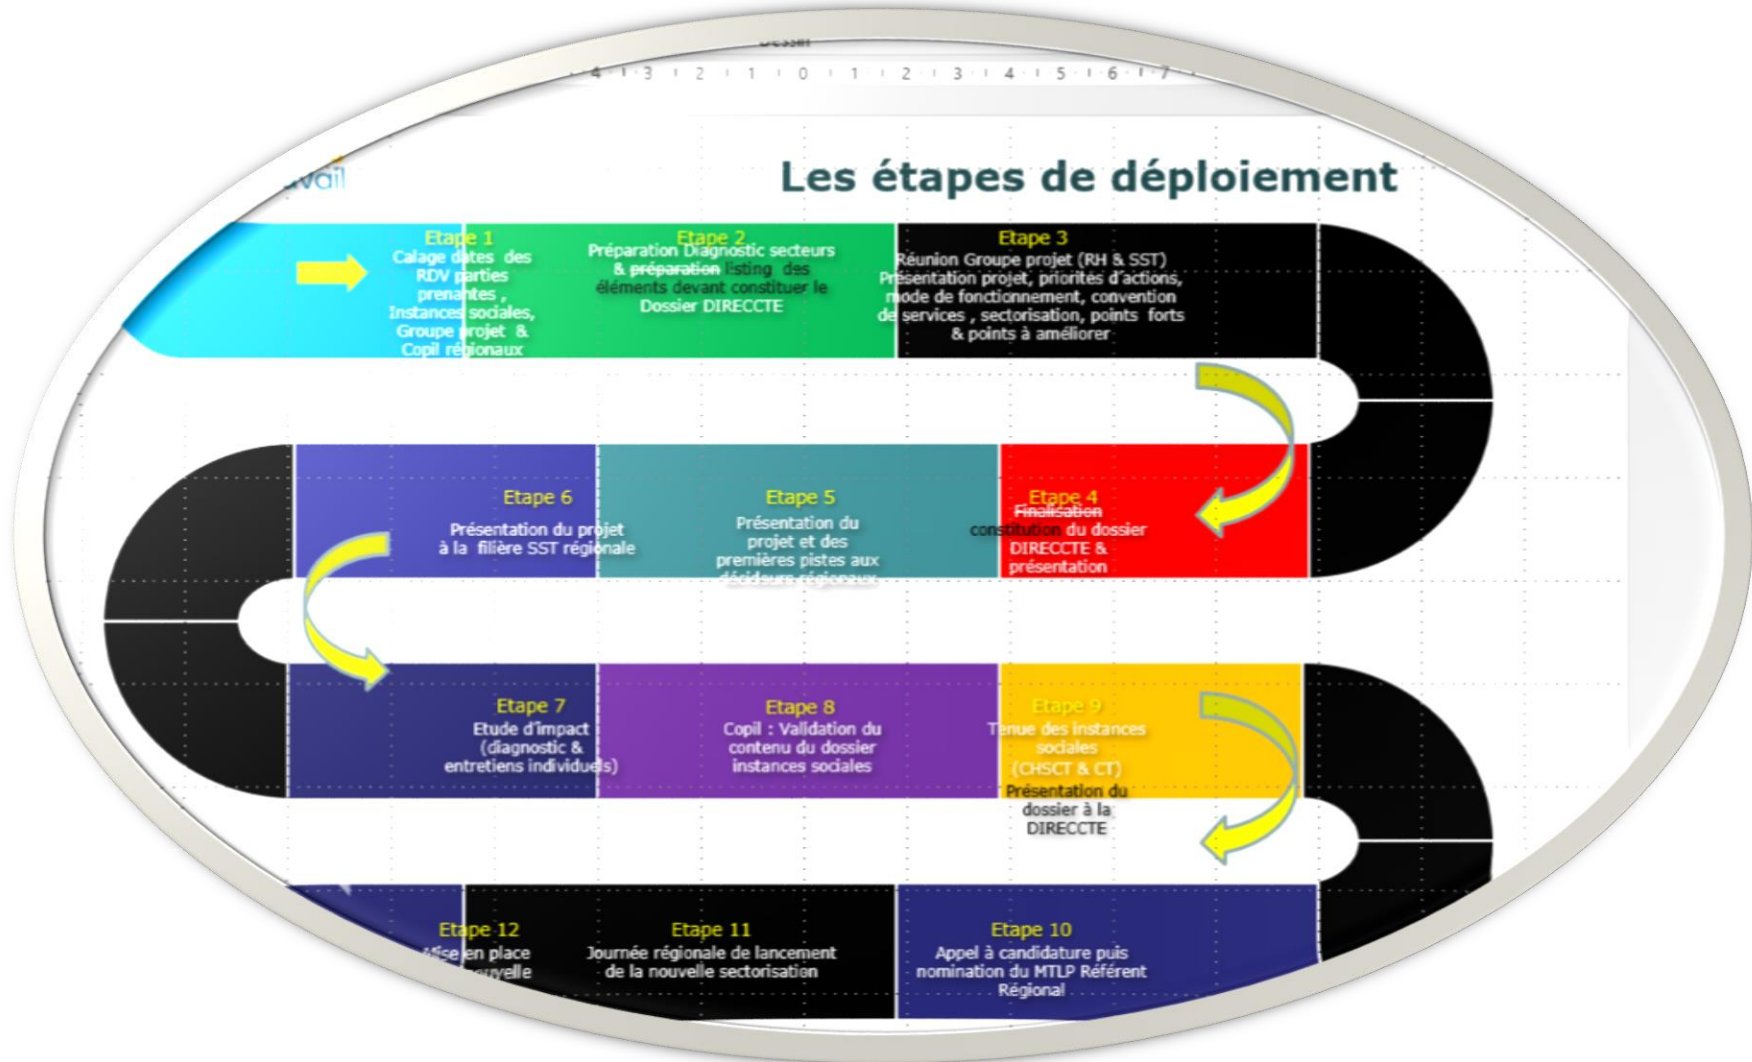 Dessin
4 3 2 1 0 1 2 3 4 5 6 7
Les étapes de déploiement
Etape 1
Calage dates des
RDV parties
prenantes ,
Instances sociales,
Groupe projet &
Copil régionaux
Etape 2
Préparation Diagnostic secteurs
& préparation listing des
éléments devant constituer le
Dossier DIRECCTE
Etape 3
Réunion Groupe projet (RH & SST)
Présentation projet, priorités d'actions,
mode de fonctionnement, convention
de services , sectorisation, points forts
& points à améliorer
Etape 4
Finalisation
constitution du dossier
DIRECCTE &
présentation
Etape 5
Présentation du
projet et des
premières pistes aux
décideurs régionaux
Etape 6
Présentation du projet
à la filière SST régionale
Etape 7
Etude d'impact
(diagnostic &
entretiens individuels)
Etape 8
Copil : Validation du
contenu du dossier
instances sociales
Etape 9
Tenue des instances
sociales
(CHSCT & CT)
Présentation du
dossier à la
DIRECCTE
Etape 10
Appel à candidature puis
nomination du MTLP Référent
Régional
Etape 11
Journée régionale de lancement
de la nouvelle sectorisation
Etape 12
Mise en place
nouvelle